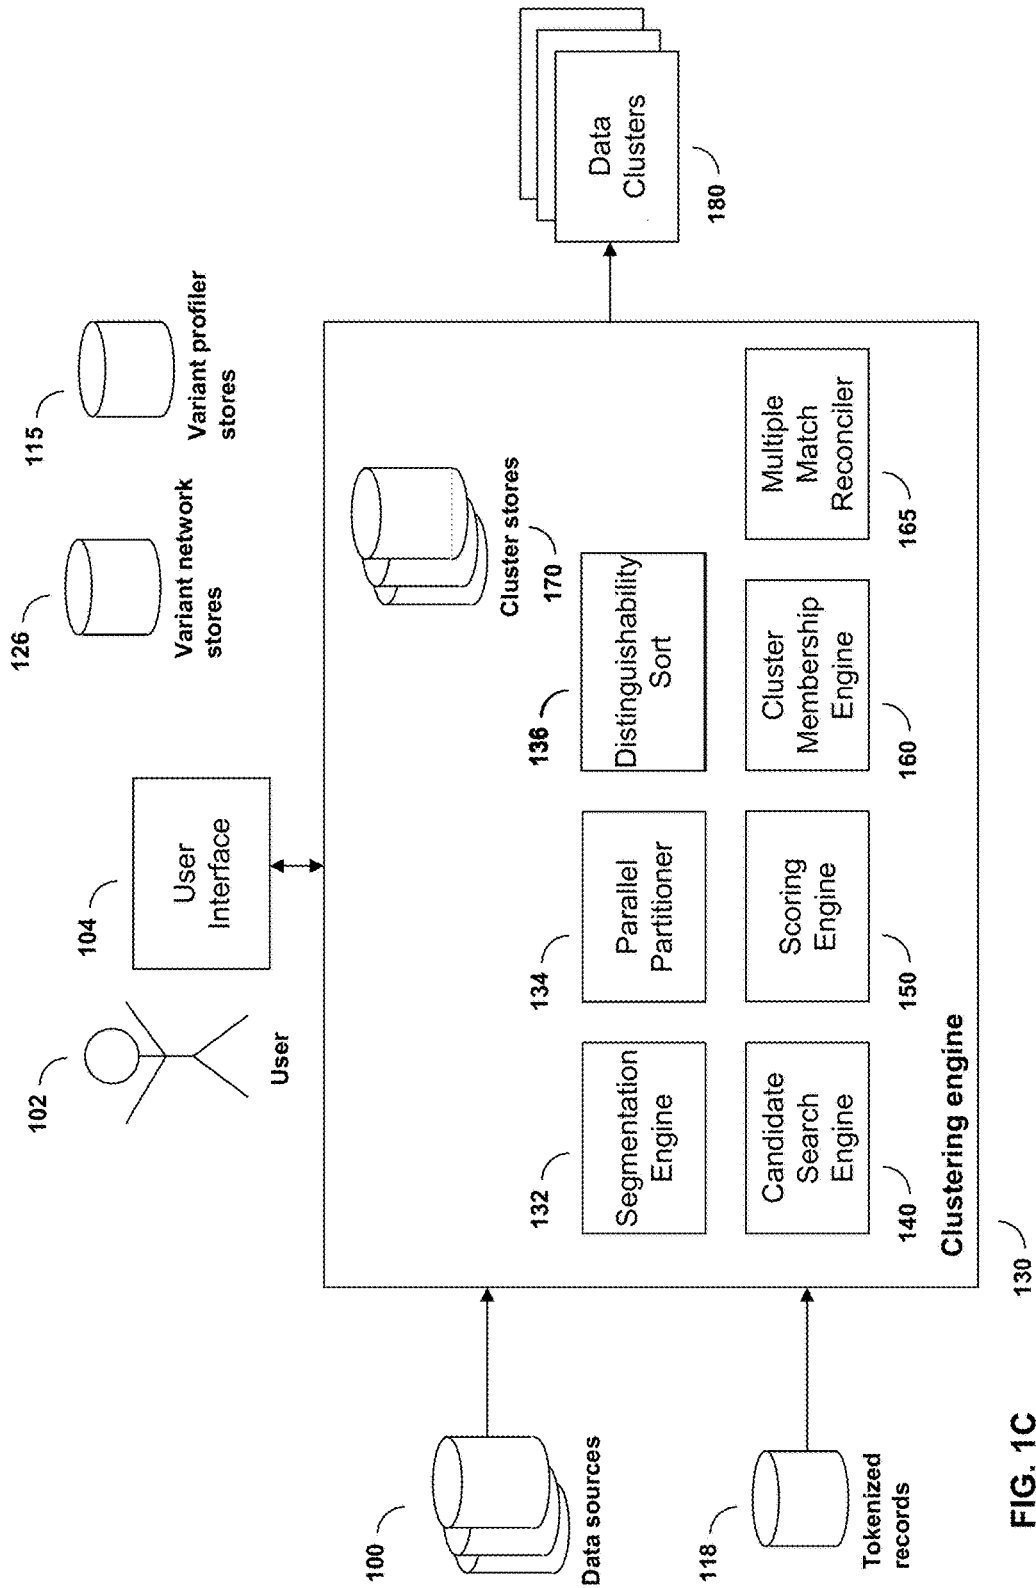 102
User
104
User
Interface
126
Variant network
stores
115
Variant profiler
stores
100
Data sources
118
Tokenized
records
Cluster stores
170
132
Segmentation
Engine
134
Parallel
Partitioner
136
Distinguishability
Sort
Candidate
Search
Engine
140
Scoring
Engine
150
Cluster
Membership
Engine
160
Multiple
Match
Reconciler
165
Clustering engine
130
Data
Clusters
180
FIG. 1C